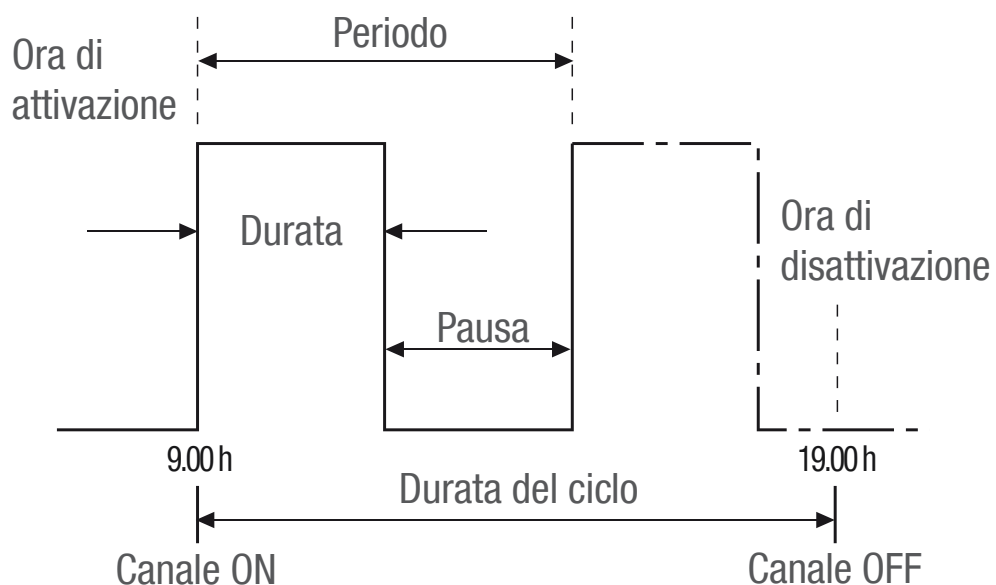 Periodo
Ora di
attivazione
Durata
Ora di
disattivazione
Pausa
9.00 h
19.00 h
Durata del ciclo
Canale ON
Canale OFF